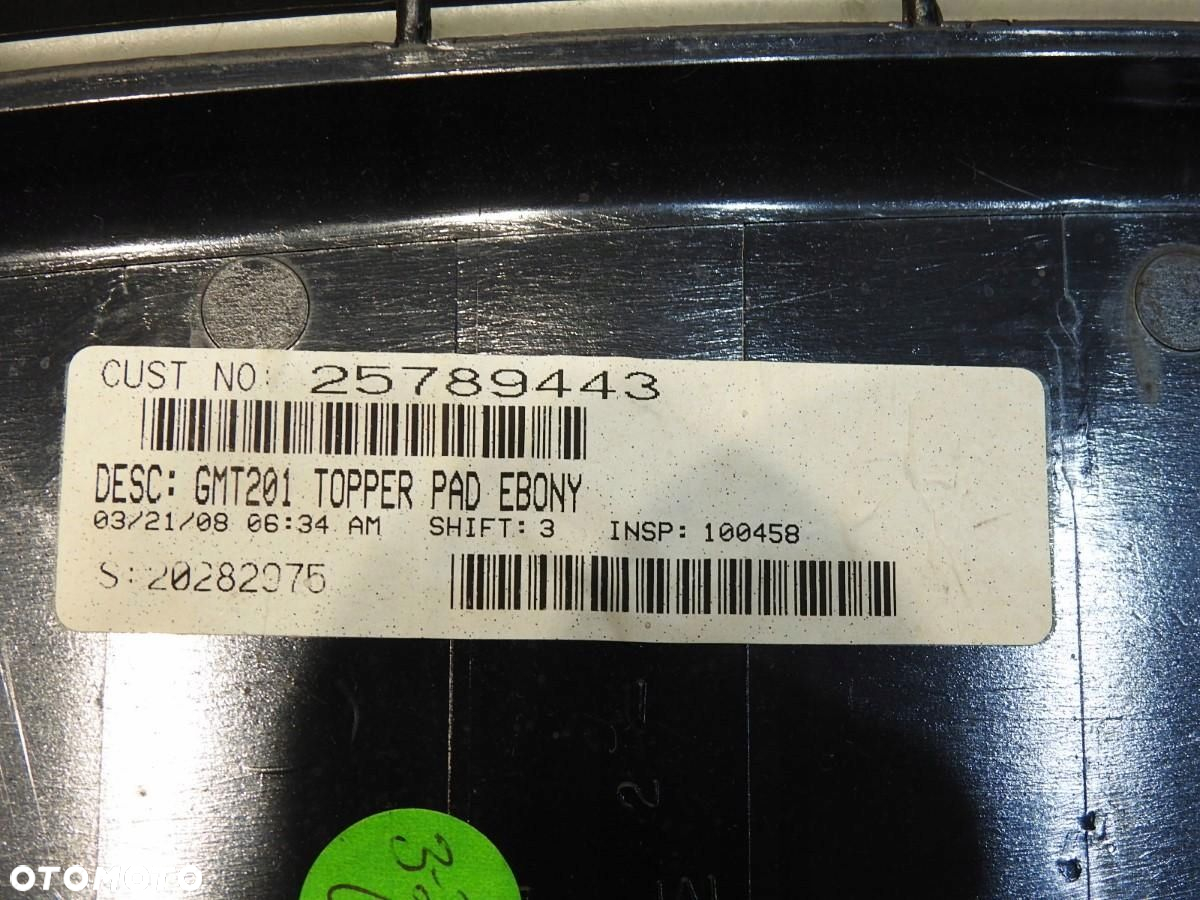 CUST NO: 25789443
DESC: GMT201 TOPPER PAD EBONY
03/21/08 06:34 AM SHIFT: 3 INSP: 100458
S: 20282975
2
OTOMOTO